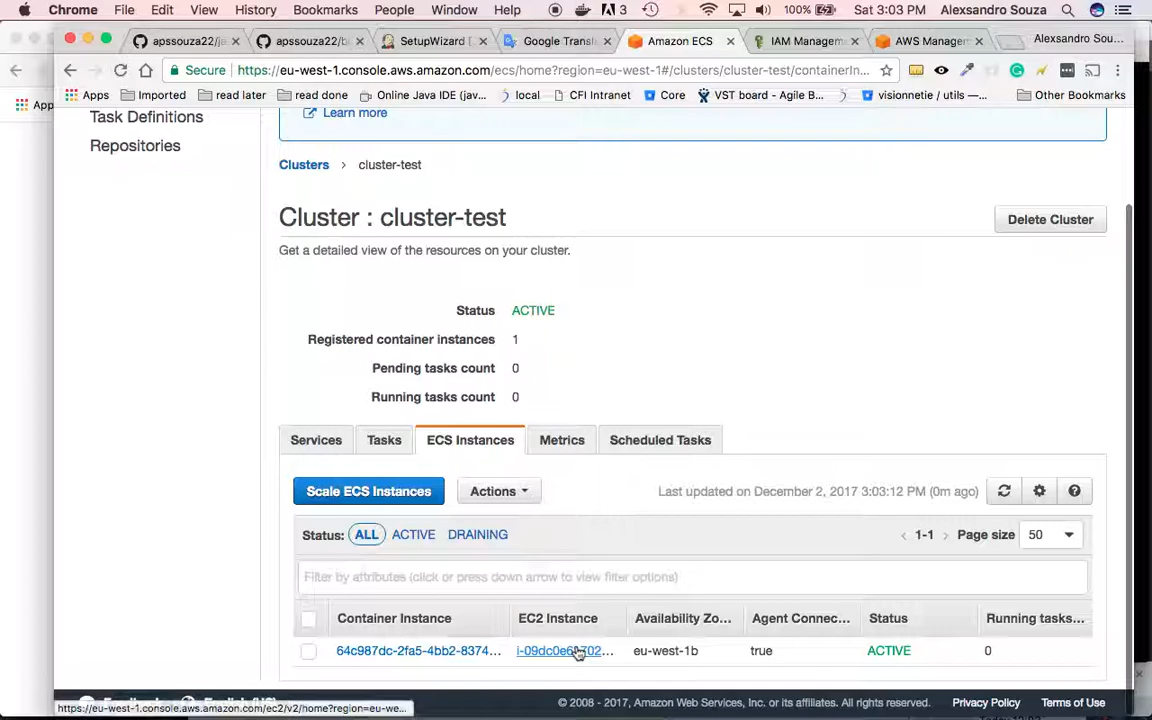 Chrome File Edit View History Bookmarks People Window Help 3 100% Sat 3:03 PM Alexsandro Souza
apssouza22/ja apssouza22/b SetupWizard [ Google Transl Amazon ECS IAM Managem AWS Managem Alexsandro Sou...
Secure https://eu-west-1.console.aws.amazon.com/ecs/home?region=eu-west-1#/clusters/cluster-test/containerIn...
App Apps Imported read later read done Online Java IDE (jav... local CFI Intranet Core VST board - Agile B... visionnetie / utils —... Other Bookmarks
Task Definitions
Repositories
Learn more
Clusters > cluster-test
Cluster : cluster-test
Delete Cluster
Get a detailed view of the resources on your cluster.
Status ACTIVE
Registered container instances 1
Pending tasks count 0
Running tasks count 0
Services Tasks ECS Instances Metrics Scheduled Tasks
Scale ECS Instances Actions Last updated on December 2, 2017 3:03:12 PM (0m ago)
Status: ALL ACTIVE DRAINING < 1-1 > Page size 50
Filter by attributes (click or press down arrow to view filter options)
Container Instance EC2 Instance Availability Zo... Agent Connec... Status Running tasks...
64c987dc-2fa5-4bb2-8374... eu-west-1b true ACTIVE 0
© 2008 - 2017, Amazon Web Services, Inc. or its affiliates. All rights reserved. Privacy Policy Terms of Use
https://eu-west-1.console.aws.amazon.com/ec2/v2/home?region=eu-we...